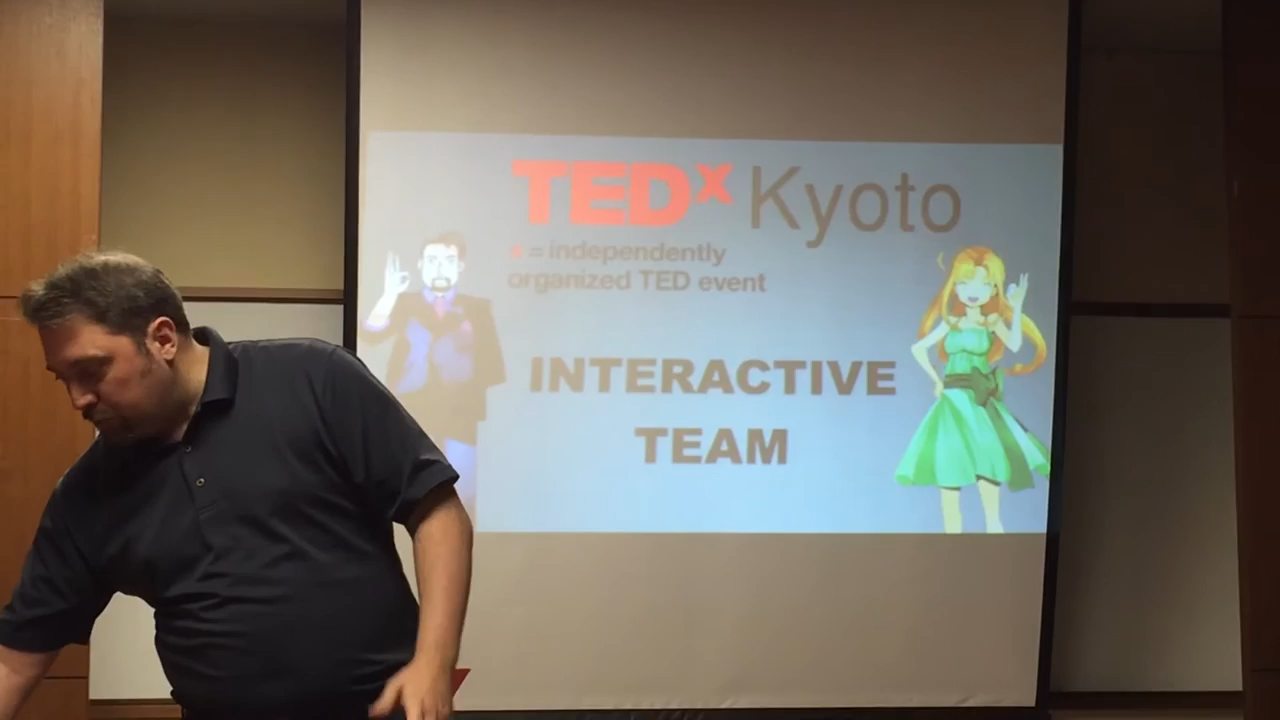 TEDx Kyoto
x = independently
organized TED event
INTERACTIVE
TEAM